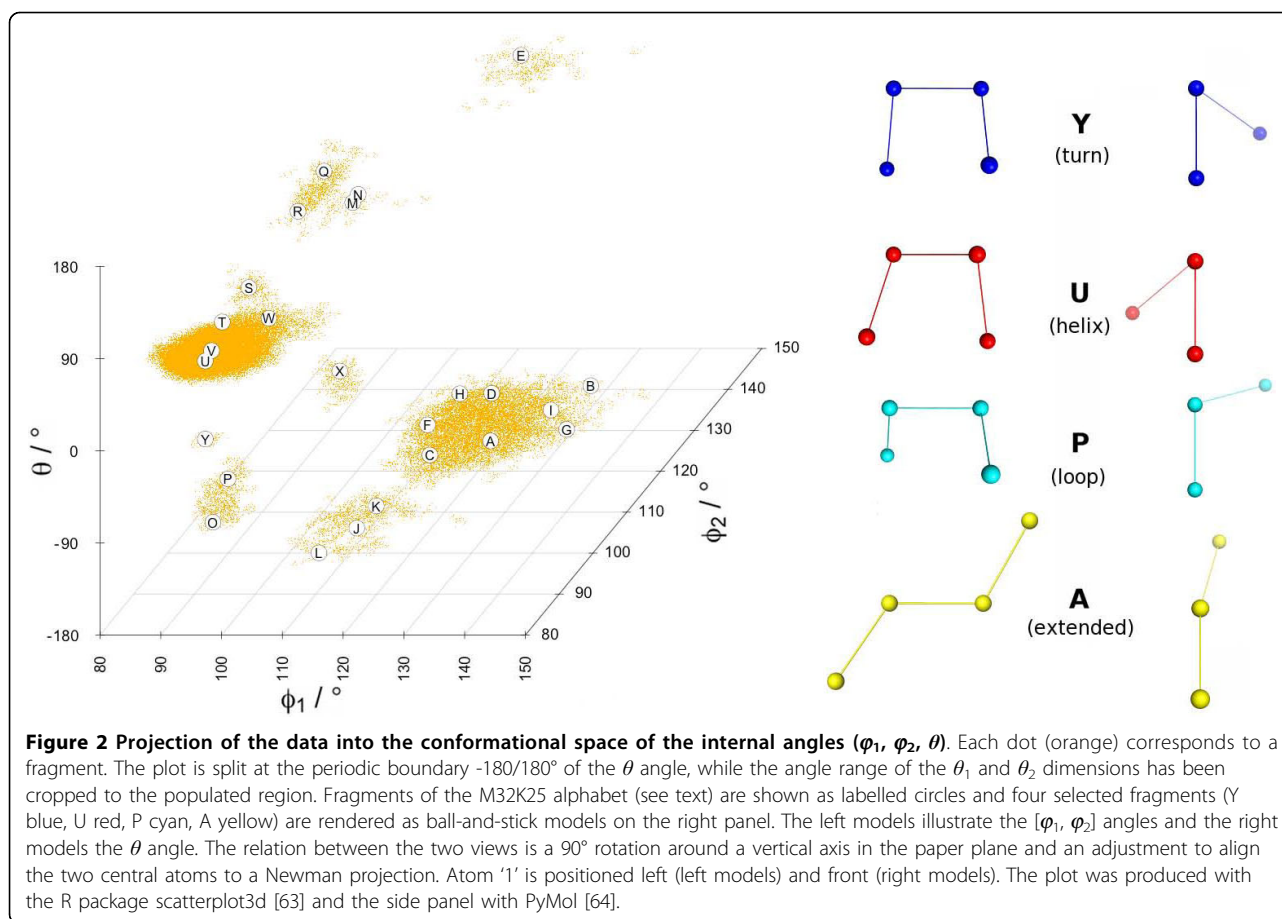 E
Q
N
M
R
180
S
T
W
V
U
90
150
X
140
H
D
B
I
130
F
G
A
Y
0
C
120
P
K
110
O
J
-90
L
100
90
-180
80
θ / °
ϕ2 / °
80
90
100
110
120
130
140
150
ϕ1 / °
Y
(turn)
U
(helix)
P
(loop)
A
(extended)
Figure 2 Projection of the data into the conformational space of the internal angles (φ1, φ2, θ). Each dot (orange) corresponds to a
fragment. The plot is split at the periodic boundary -180/180° of the θ angle, while the angle range of the θ1 and θ2 dimensions has been
cropped to the populated region. Fragments of the M32K25 alphabet (see text) are shown as labelled circles and four selected fragments (Y
blue, U red, P cyan, A yellow) are rendered as ball-and-stick models on the right panel. The left models illustrate the [φ1, φ2] angles and the right
models the θ angle. The relation between the two views is a 90° rotation around a vertical axis in the paper plane and an adjustment to align
the two central atoms to a Newman projection. Atom ‘1’ is positioned left (left models) and front (right models). The plot was produced with
the R package scatterplot3d [63] and the side panel with PyMol [64].